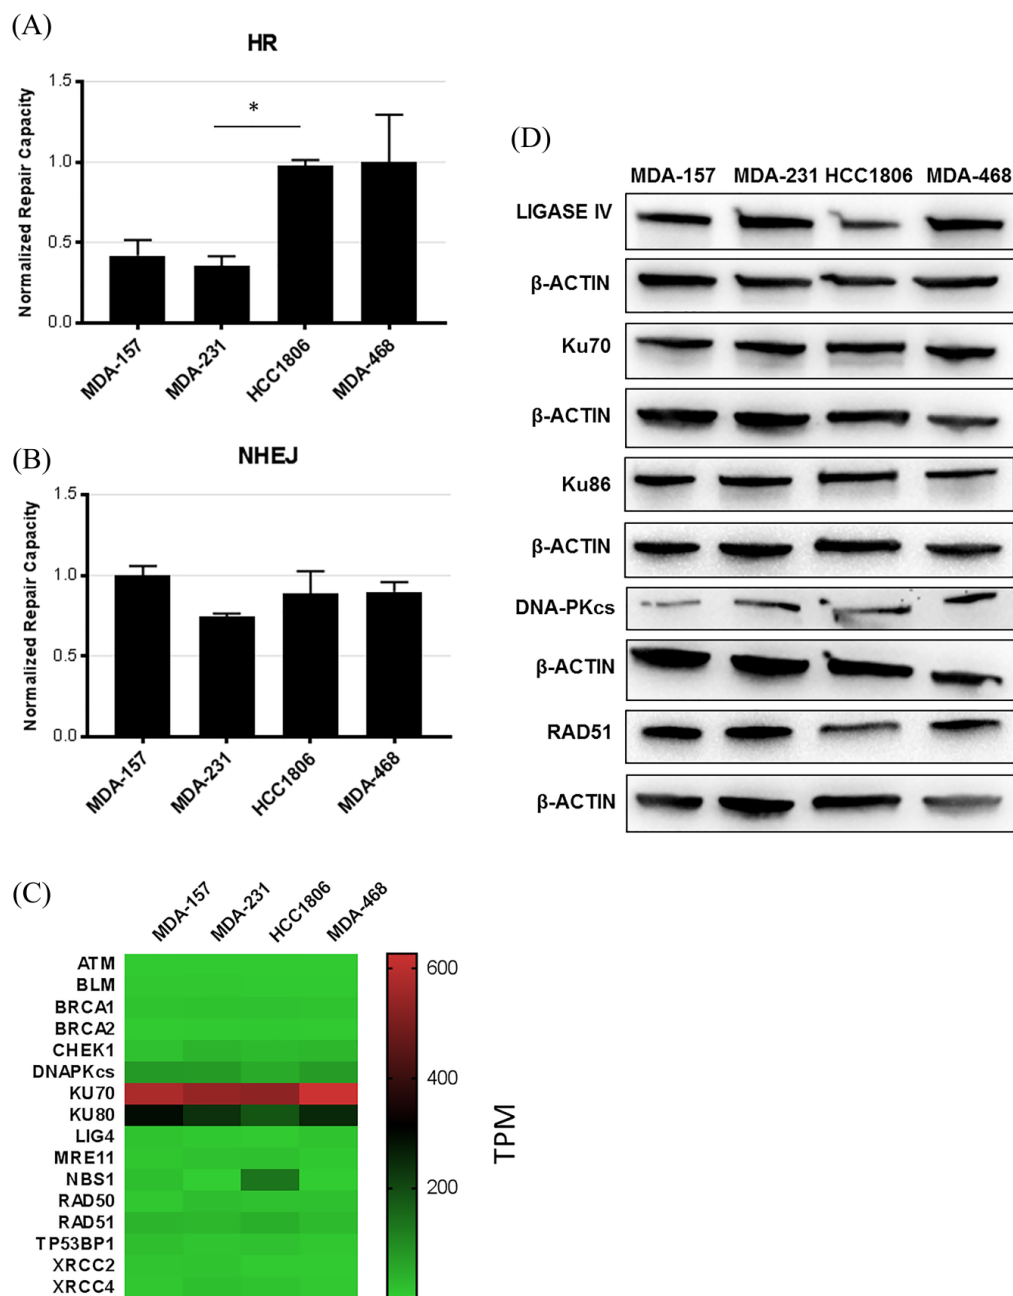 (A)
HR
Normalized Repair Capacity
1.5
1.0
0.5
0.0
*
MDA-157
MDA-231
HCC1806
MDA-468
(B)
NHEJ
Normalized Repair Capacity
1.5
1.0
0.5
0.0
MDA-157
MDA-231
HCC1806
MDA-468
(C)
MDA-157
MDA-231
HCC1806
MDA-468
ATM
BLM
BRCA1
BRCA2
CHEK1
DNAPKcs
KU70
KU80
LIG4
MRE11
NBS1
RAD50
RAD51
TP53BP1
XRCC2
XRCC4
600
400
200
TPM
(D)
MDA-157 MDA-231 HCC1806 MDA-468
LIGASE IV
β-ACTIN
Ku70
β-ACTIN
Ku86
β-ACTIN
DNA-PKcs
β-ACTIN
RAD51
β-ACTIN